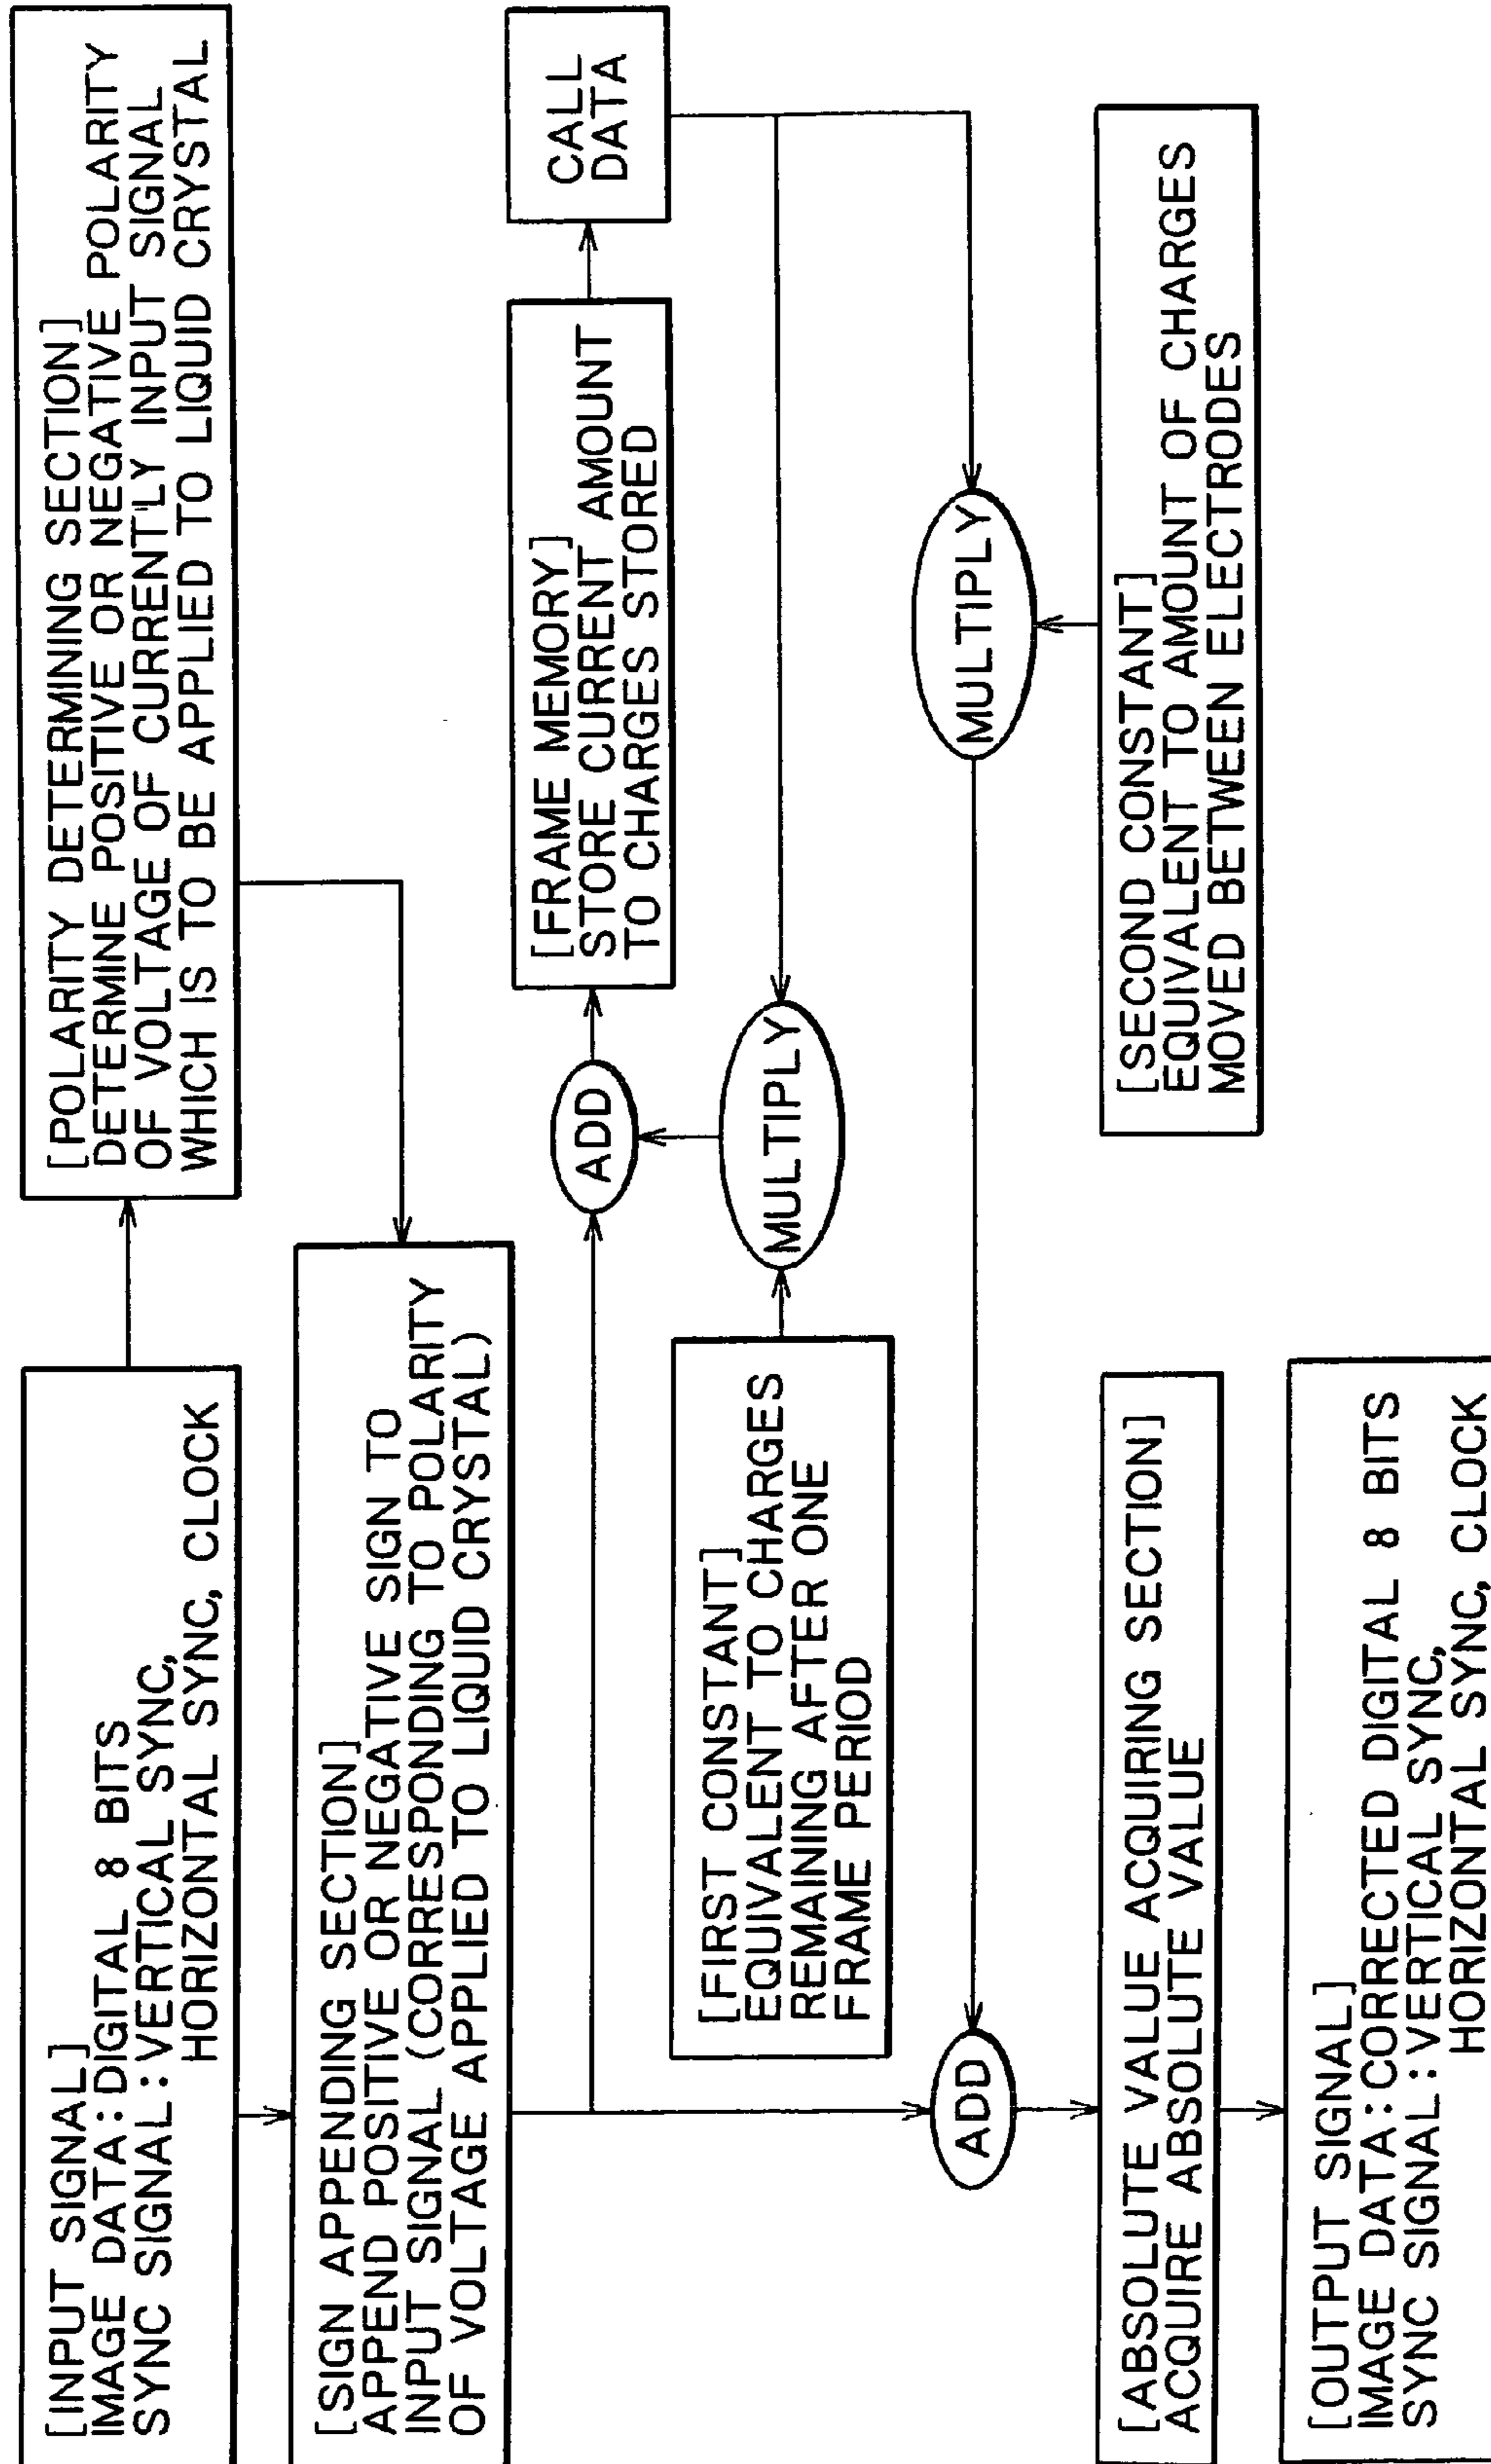 [INPUT SIGNAL]
IMAGE DATA:DIGITAL 8 BITS
SYNC SIGNAL:VERTICAL SYNC,
HORIZONTAL SYNC, CLOCK
[POLARITY DETERMINING SECTION]
DETERMINE POSITIVE OR NEGATIVE POLARITY
OF VOLTAGE OF CURRENTLY INPUT SIGNAL
WHICH IS TO BE APPLIED TO LIQUID CRYSTAL
[SIGN APPENDING SECTION]
APPEND POSITIVE OR NEGATIVE SIGN TO
INPUT SIGNAL (CORRESPONDING TO POLARITY
OF VOLTAGE APPLIED TO LIQUID CRYSTAL)
ADD
[FRAME MEMORY]
STORE CURRENT AMOUNT
TO CHARGES STORED
CALL
DATA
[FIRST CONSTANT]
EQUIVALENT TO CHARGES
REMAINING AFTER ONE
FRAME PERIOD
MULTIPLY
ADD
MULTIPLY
[ABSOLUTE VALUE ACQUIRING SECTION]
ACQUIRE ABSOLUTE VALUE
[SECOND CONSTANT]
EQUIVALENT TO AMOUNT OF CHARGES
MOVED BETWEEN ELECTRODES
[OUTPUT SIGNAL]
IMAGE DATA:CORRECTED DIGITAL 8 BITS
SYNC SIGNAL:VERTICAL SYNC,
HORIZONTAL SYNC, CLOCK